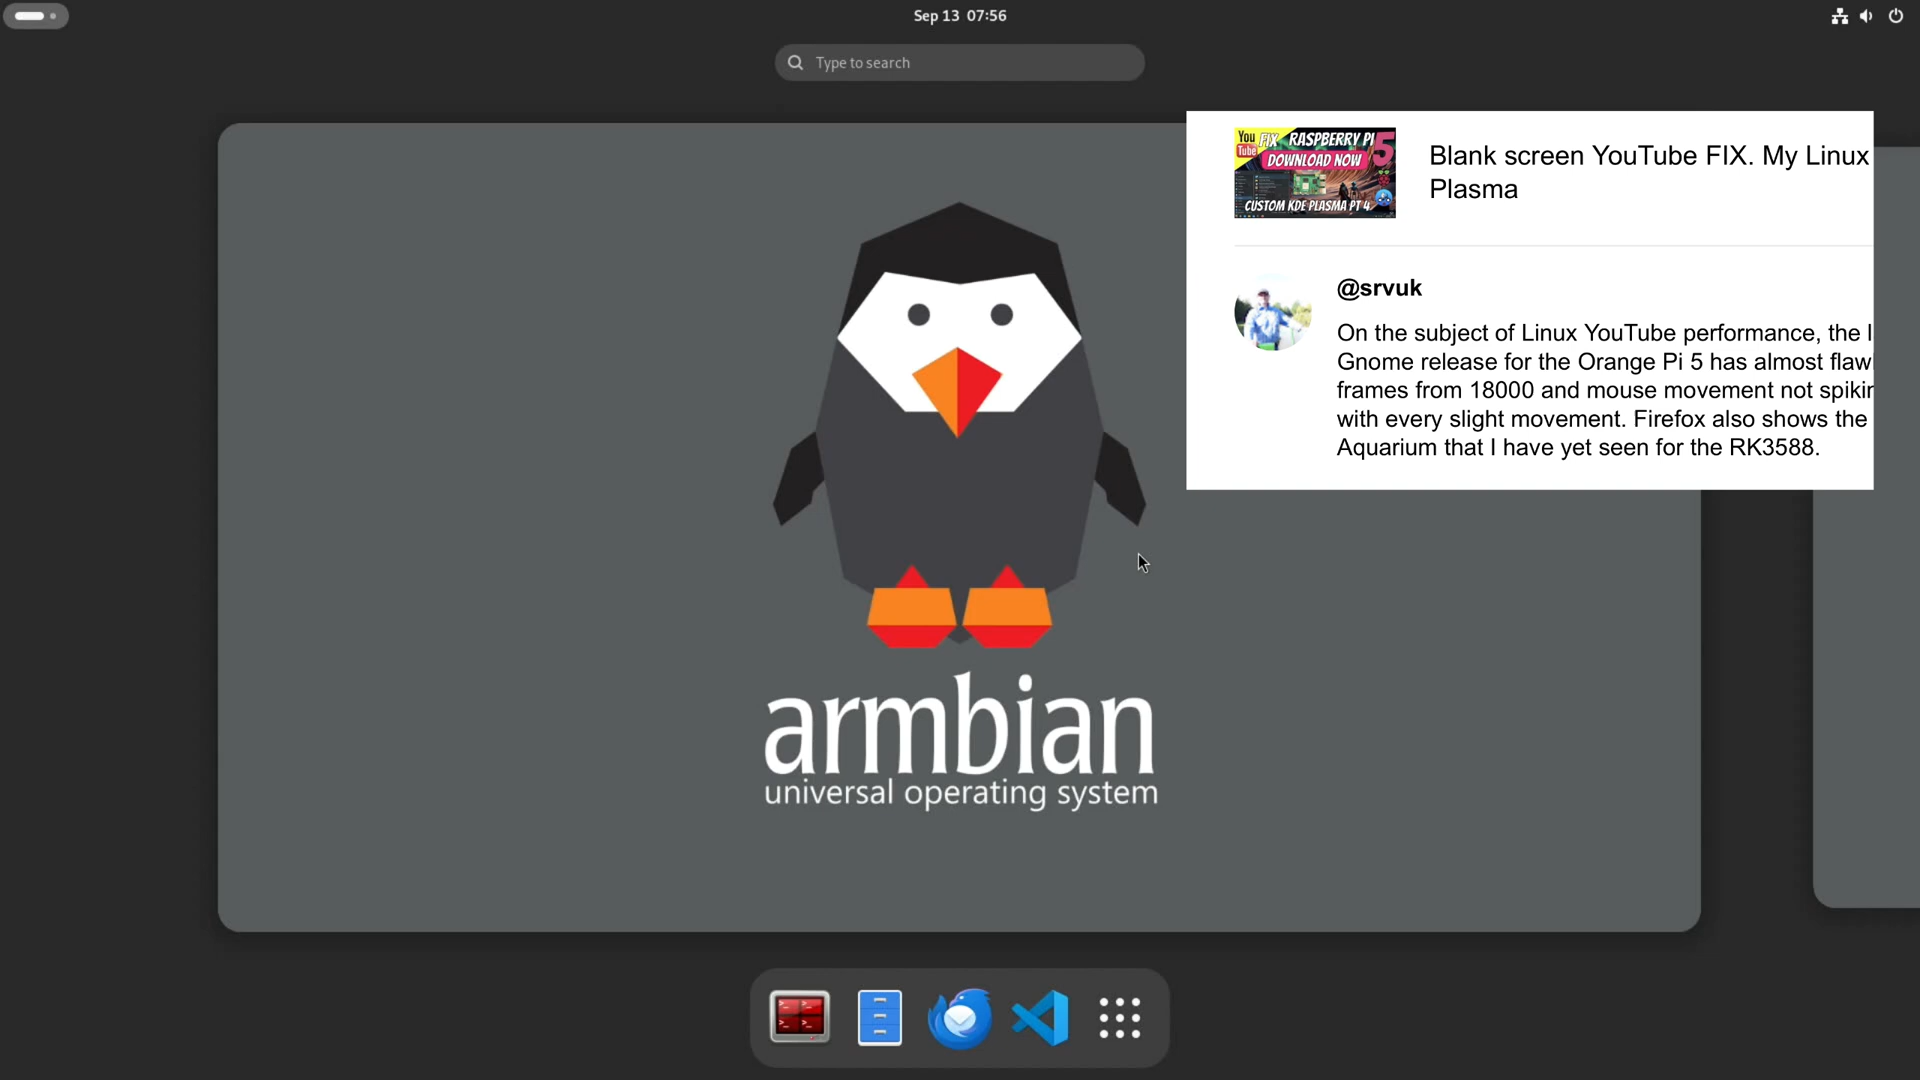 Sep 13 07:56
Type to search
You
Tube
FIX RASPBERRY PI 5
DOWNLOAD NOW
CUSTOM KDE PLASMA PT 4
Blank screen YouTube FIX. My Linux
Plasma
@srvuk
On the subject of Linux YouTube performance, the
Gnome release for the Orange Pi 5 has almost flaw
frames from 18000 and mouse movement not spikin
with every slight movement. Firefox also shows the
Aquarium that I have yet seen for the RK3588.
armbian
universal operating system